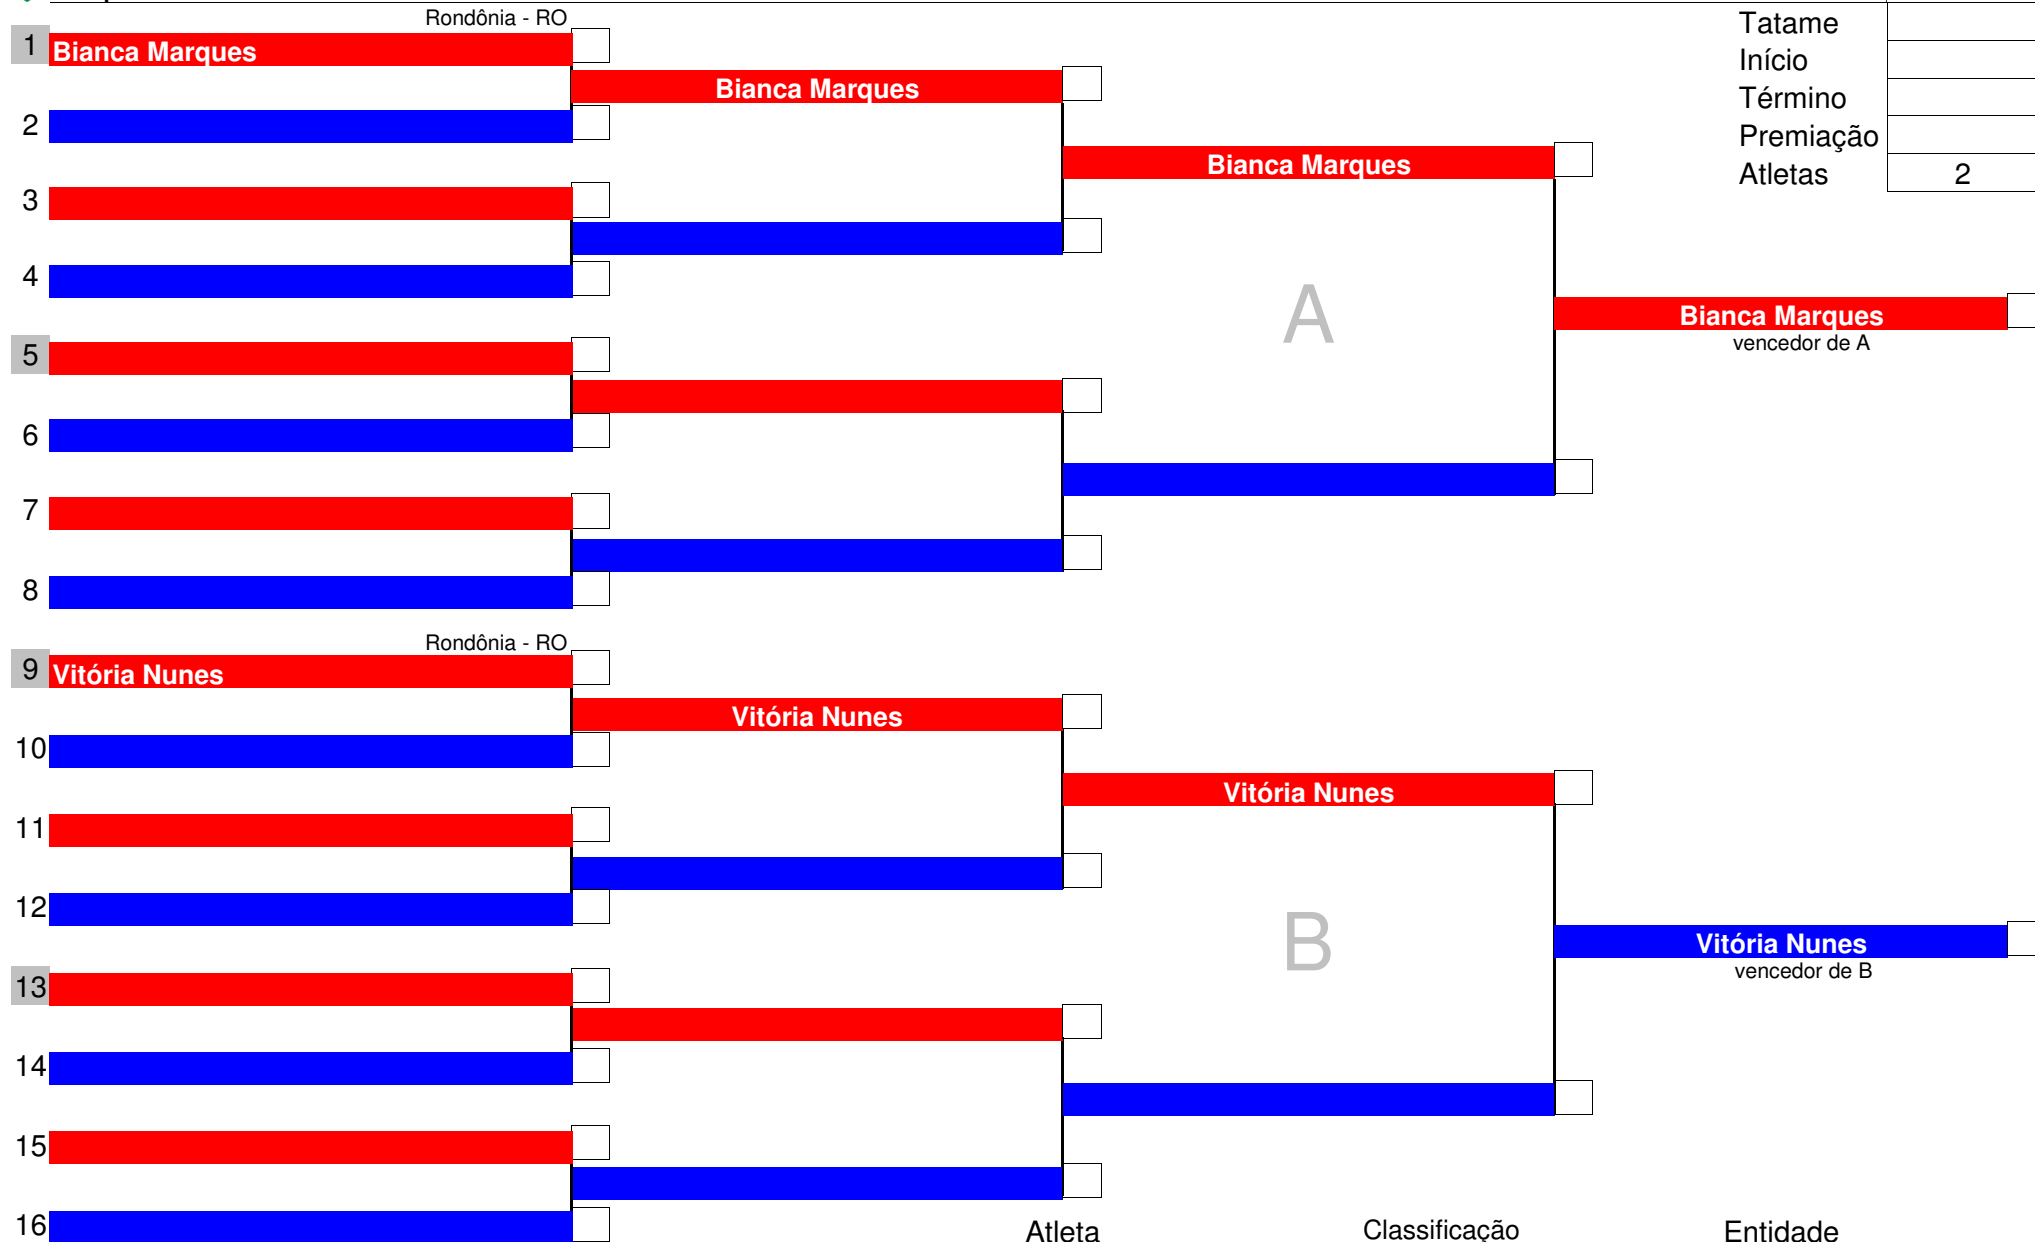 Rondônia - RO
Tatame
1 Bianca Marques
Início
Bianca Marques
Término
2
Premiação
Bianca Marques
Atletas 2
3
4
Bianca Marques
A
vencedor de A
5
6
7
8
Rondônia - RO
9 Vitória Nunes
Vitória Nunes
10
Vitória Nunes
11
12
B
Vitória Nunes
vencedor de B
13
14
15
16
Atleta Classificação Entidade